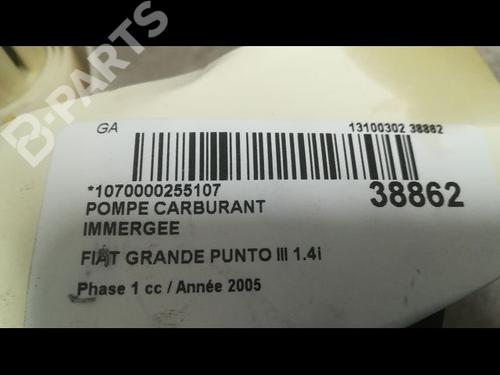 B-PARTS
GA
13100302 38862
*1070000255107
38862
POMPE CARBURANT
IMMERGEE
FIAT GRANDE PUNTO III 1.4i
Phase 1 cc / Année 2005